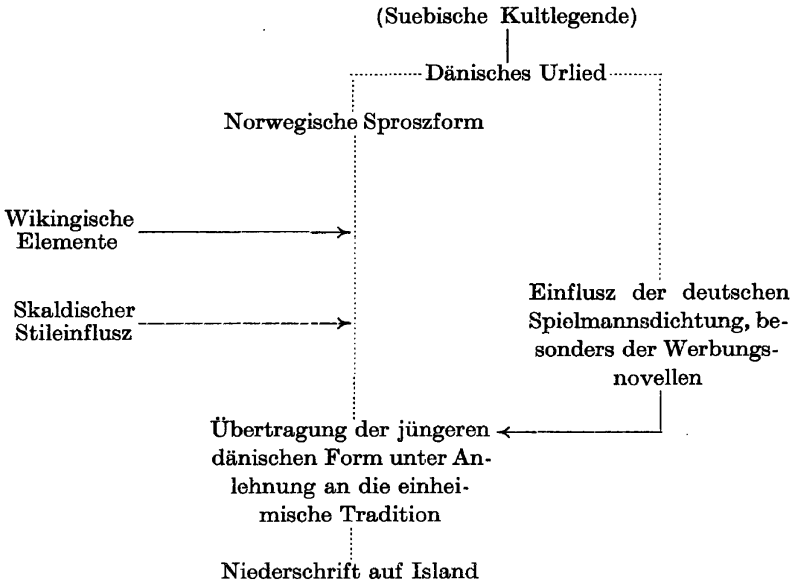 (Suebische Kultlegende)
Dänisches Urlied
Norwegische Sproszform
Wikingische
Elemente
Skaldischer
Stileinflusz
Einflusz der deutschen
Spielmannsdichtung, be-
sonders der Werbungs-
novellen
Übertragung der jüngeren
dänischen Form unter An-
lehnung an die einhei-
mische Tradition
Niederschrift auf Island